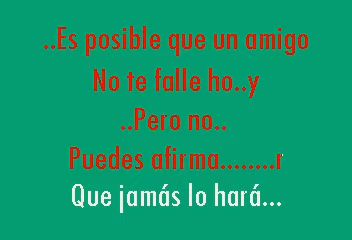 ..Es posible que un amigo
No te falle ho..y
..Pero no..
Puedes afirma........r
Que jamás lo hará...